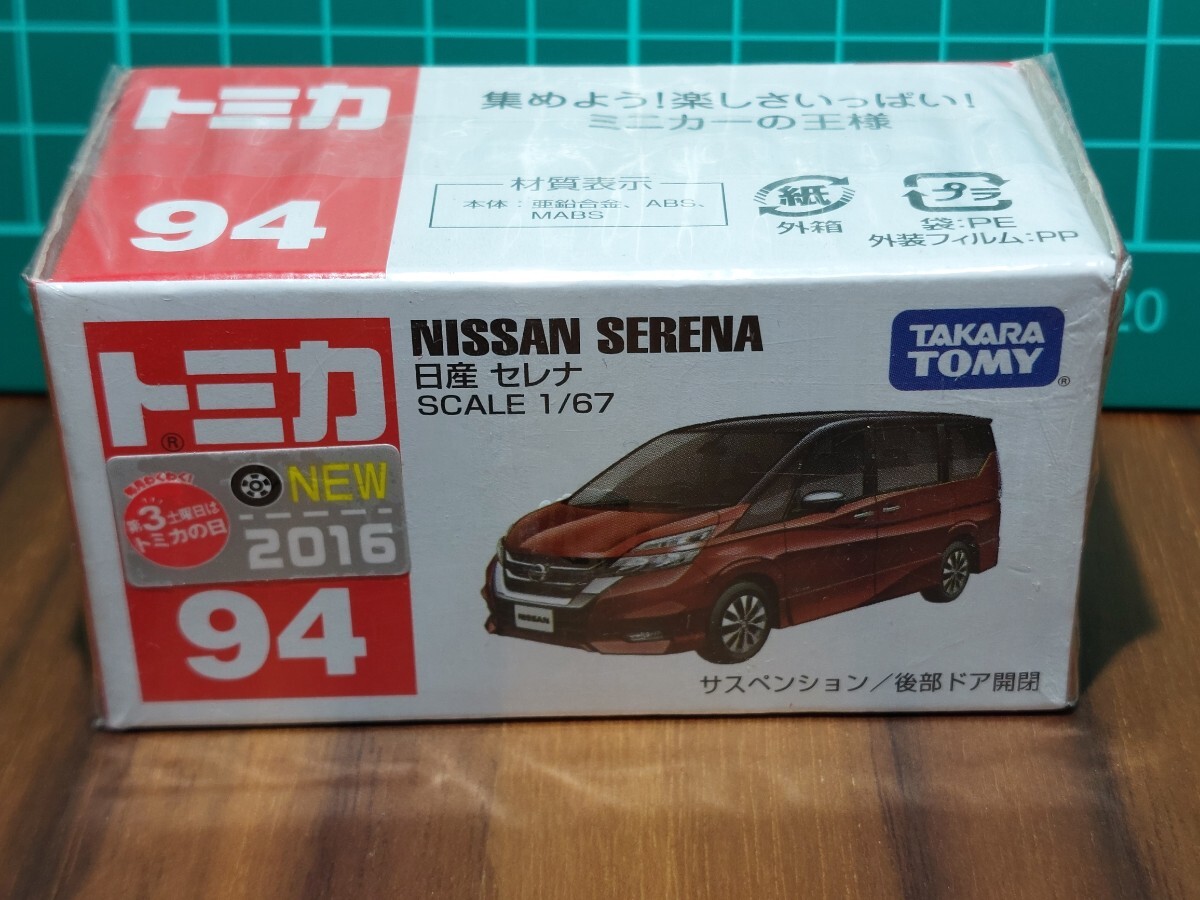 トミカ
94
集めよう!楽しさいっぱい!
ミニカーの王様
材質表示
本体:亜鉛合金、ABS、
MABS
紙
外箱
プラ
袋:PE
外装フィルム:PP
トミカ
®
NISSAN SERENA
日産 セレナ
SCALE 1/67
TAKARA
TOMY
®
第3土曜日は
トミカの日
NEW
2016
94
NISSAN
サスペンション/後部ドア開閉
20